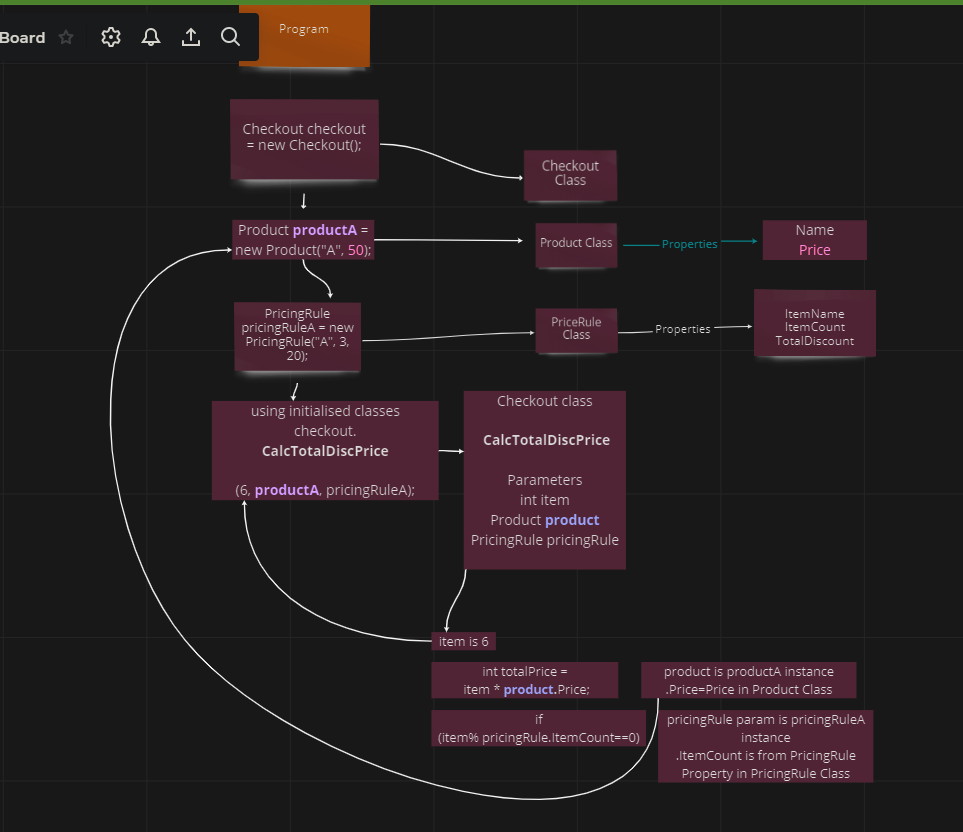 Board
Program
Checkout checkout
= new Checkout();
Checkout
Class
Product productA =
new Product("A", 50);
Product Class
Properties
Name
Price
PricingRule
pricingRuleA = new
PricingRule("A", 3,
20);
PriceRule
Class
Properties
ItemName
ItemCount
TotalDiscount
using initialised classes
checkout.
CalcTotalDiscPrice
(6, productA, pricingRuleA);
Checkout class
CalcTotalDiscPrice
Parameters
int item
Product product
PricingRule pricingRule
item is 6
int totalPrice =
item * product.Price;
product is productA instance
.Price=Price in Product Class
if
(item% pricingRule.ItemCount==0)
pricingRule param is pricingRuleA
instance
.ItemCount is from PricingRule
Property in PricingRule Class